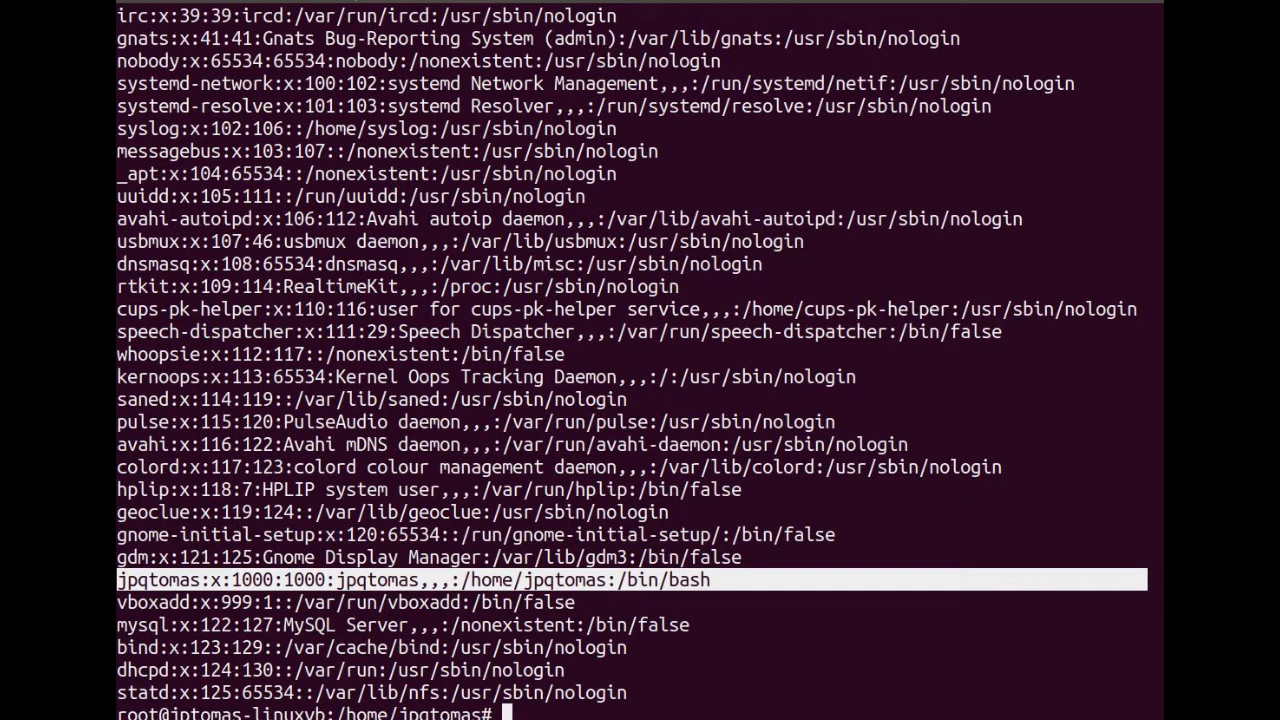 irc:x:39:39:ircd:/var/run/ircd:/usr/sbin/nologin
gnats:x:41:41:Gnats Bug-Reporting System (admin):/var/lib/gnats:/usr/sbin/nologin
nobody:x:65534:65534:nobody:/nonexistent:/usr/sbin/nologin
systemd-network:x:100:102:systemd Network Management,,,:/run/systemd/netif:/usr/sbin/nologin
systemd-resolve:x:101:103:systemd Resolver,,,:/run/systemd/resolve:/usr/sbin/nologin
syslog:x:102:106::/home/syslog:/usr/sbin/nologin
messagebus:x:103:107::/nonexistent:/usr/sbin/nologin
_apt:x:104:65534::/nonexistent:/usr/sbin/nologin
uuidd:x:105:111::/run/uuidd:/usr/sbin/nologin
avahi-autoipd:x:106:112:Avahi autoip daemon,,,:/var/lib/avahi-autoipd:/usr/sbin/nologin
usbmux:x:107:46:usbmux daemon,,,:/var/lib/usbmux:/usr/sbin/nologin
dnsmasq:x:108:65534:dnsmasq,,,:/var/lib/misc:/usr/sbin/nologin
rtkit:x:109:114:RealtimeKit,,,:/proc:/usr/sbin/nologin
cups-pk-helper:x:110:116:user for cups-pk-helper service,,,:/home/cups-pk-helper:/usr/sbin/nologin
speech-dispatcher:x:111:29:Speech Dispatcher,,,:/var/run/speech-dispatcher:/bin/false
whoopsie:x:112:117::/nonexistent:/bin/false
kernoops:x:113:65534:Kernel Oops Tracking Daemon,,,:/:/usr/sbin/nologin
saned:x:114:119::/var/lib/saned:/usr/sbin/nologin
pulse:x:115:120:PulseAudio daemon,,,:/var/run/pulse:/usr/sbin/nologin
avahi:x:116:122:Avahi mDNS daemon,,,:/var/run/avahi-daemon:/usr/sbin/nologin
colord:x:117:123:colord colour management daemon,,,:/var/lib/colord:/usr/sbin/nologin
hplip:x:118:7:HPLIP system user,,,:/var/run/hplip:/bin/false
geoclue:x:119:124::/var/lib/geoclue:/usr/sbin/nologin
gnome-initial-setup:x:120:65534::/run/gnome-initial-setup/:/bin/false
gdm:x:121:125:Gnome Display Manager:/var/lib/gdm3:/bin/false
jpqtomas:x:1000:1000:jpqtomas,,,:/home/jpqtomas:/bin/bash
vboxadd:x:999:1::/var/run/vboxadd:/bin/false
mysql:x:122:127:MySQL Server,,,:/nonexistent:/bin/false
bind:x:123:129::/var/cache/bind:/usr/sbin/nologin
dhcpd:x:124:130::/var/run:/usr/sbin/nologin
statd:x:125:65534::/var/lib/nfs:/usr/sbin/nologin
root@jptomas-linuxvb:/home/jpqtomas#